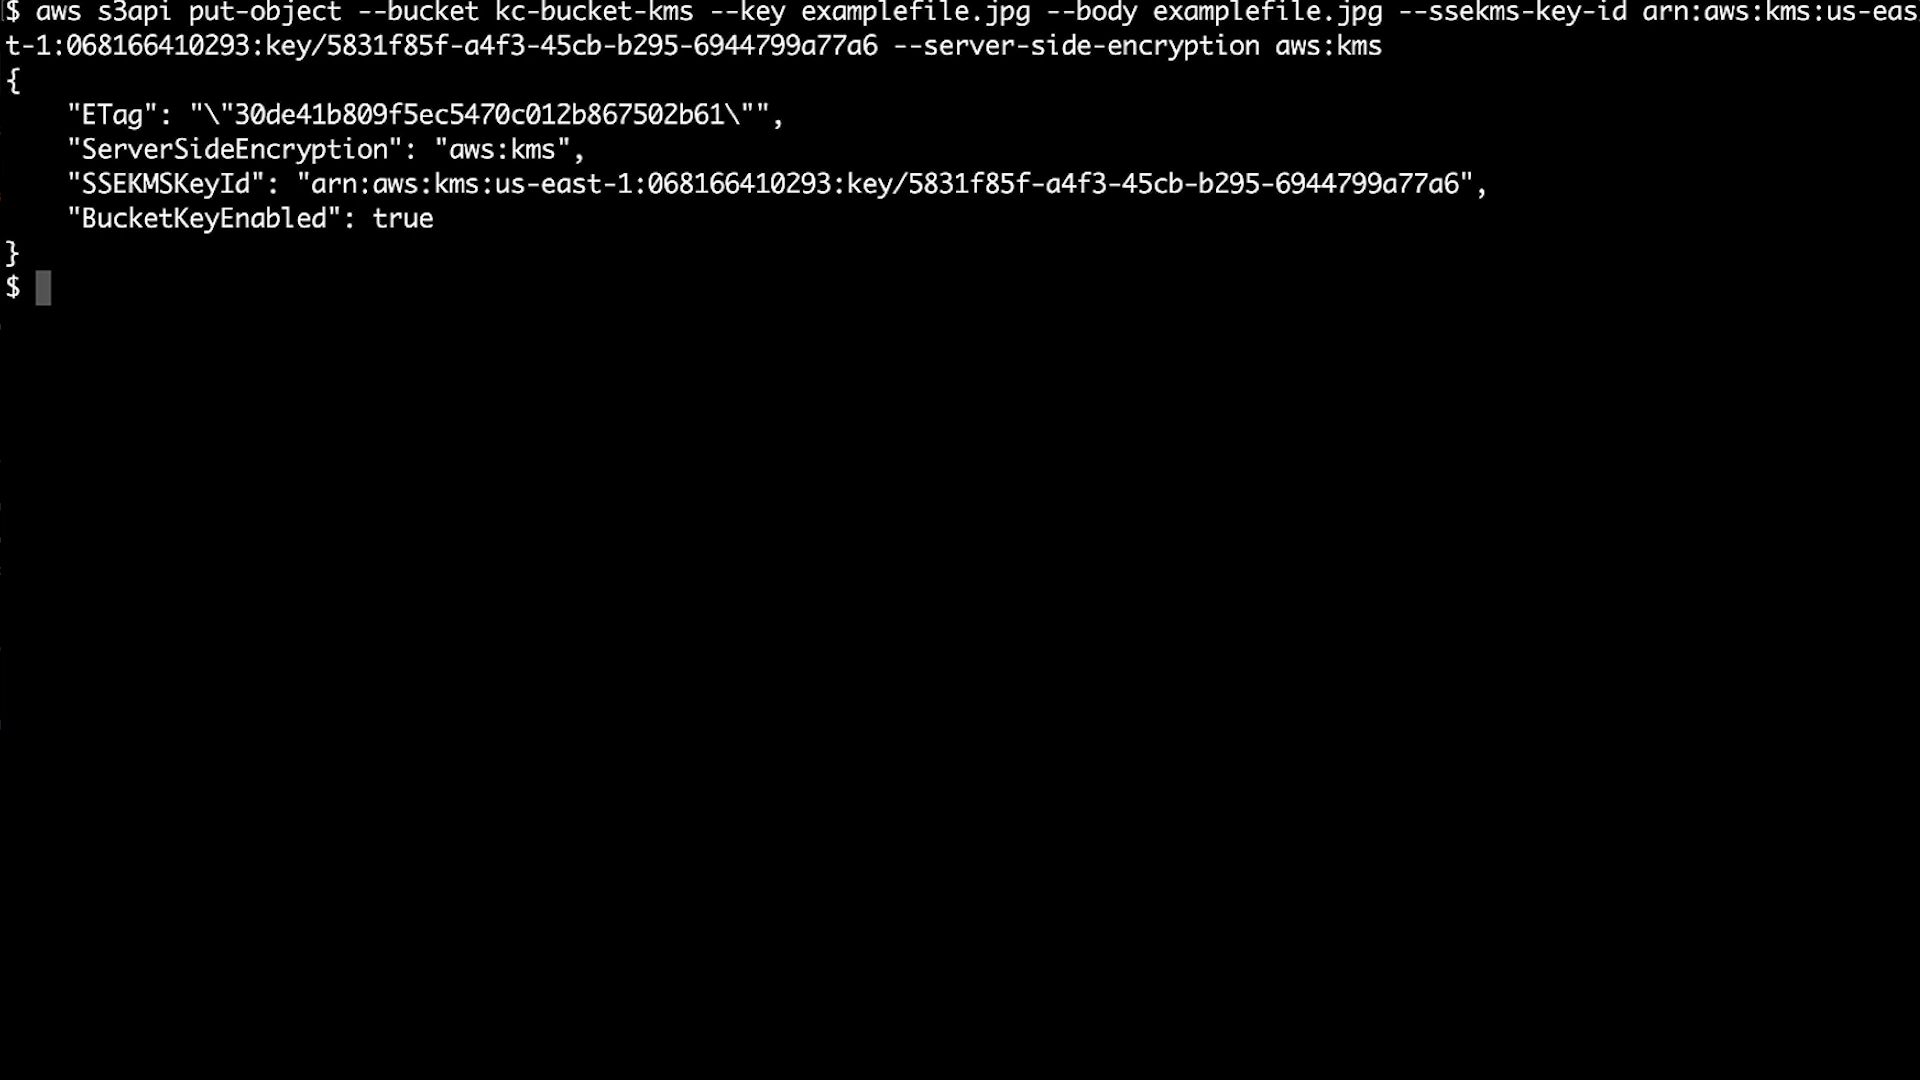 $ aws s3api put-object --bucket kc-bucket-kms --key examplefile.jpg --body examplefile.jpg --ssekms-key-id arn:aws:kms:us-eas
t-1:068166410293:key/5831f85f-a4f3-45cb-b295-6944799a77a6 --server-side-encryption aws:kms
{
    "ETag": "\"30de41b809f5ec5470c012b867502b61\"",
    "ServerSideEncryption": "aws:kms",
    "SSEKMSKeyId": "arn:aws:kms:us-east-1:068166410293:key/5831f85f-a4f3-45cb-b295-6944799a77a6",
    "BucketKeyEnabled": true
}
$